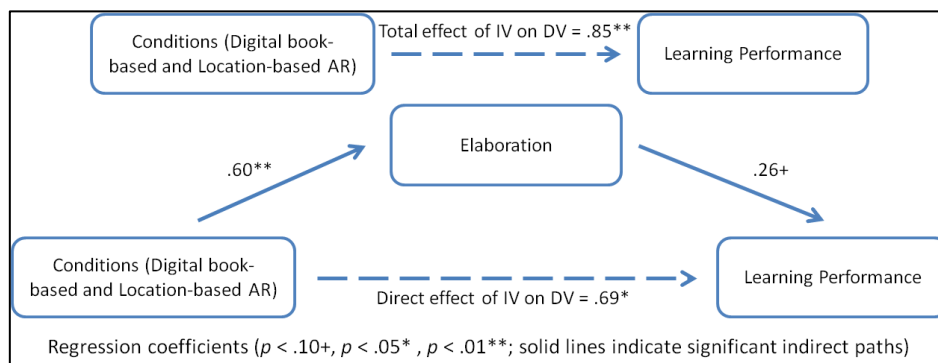 Conditions (Digital book-
based and Location-based AR)
Total effect of IV on DV = .85**
Learning Performance
Elaboration
.60**
.26+
Conditions (Digital book-
based and Location-based AR)
Direct effect of IV on DV = .69*
Learning Performance
Regression coefficients (p < .10+, p < .05* , p < .01**; solid lines indicate significant indirect paths)